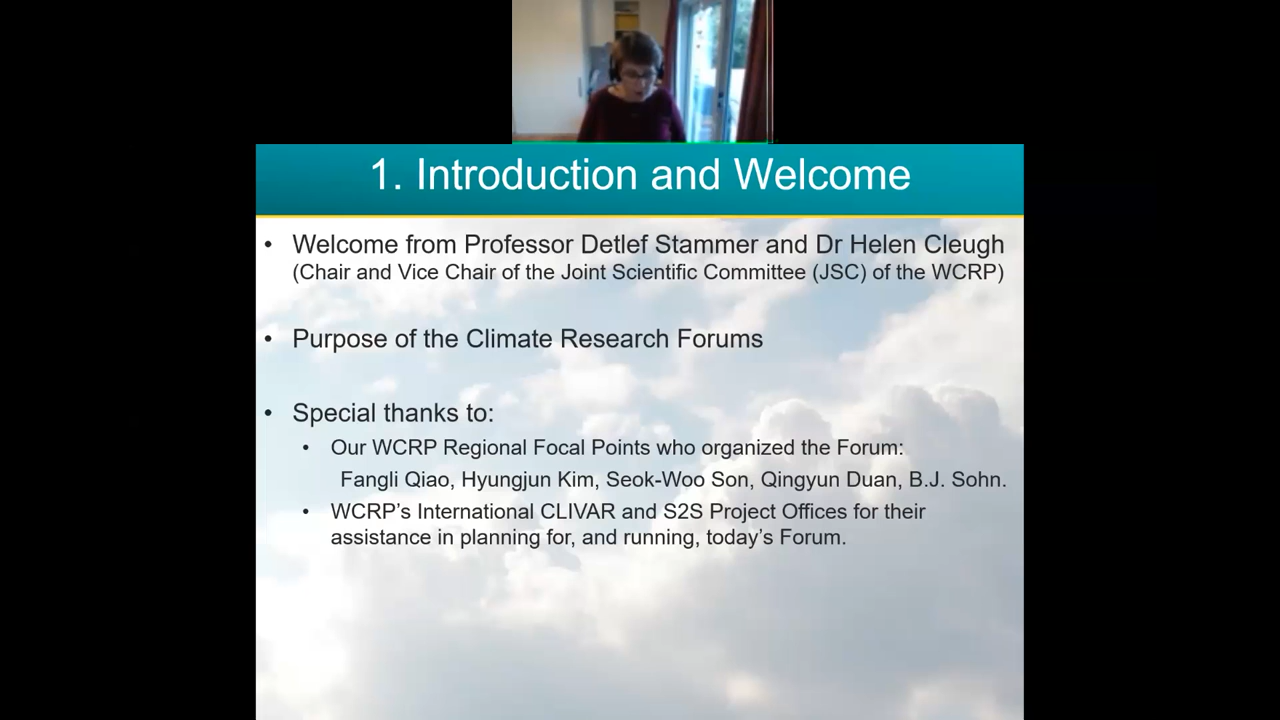 1. Introduction and Welcome
• Welcome from Professor Detlef Stammer and Dr Helen Cleugh
(Chair and Vice Chair of the Joint Scientific Committee (JSC) of the WCRP)
• Purpose of the Climate Research Forums
• Special thanks to:
• Our WCRP Regional Focal Points who organized the Forum:
Fangli Qiao, Hyungjun Kim, Seok-Woo Son, Qingyun Duan, B.J. Sohn.
• WCRP’s International CLIVAR and S2S Project Offices for their
assistance in planning for, and running, today’s Forum.